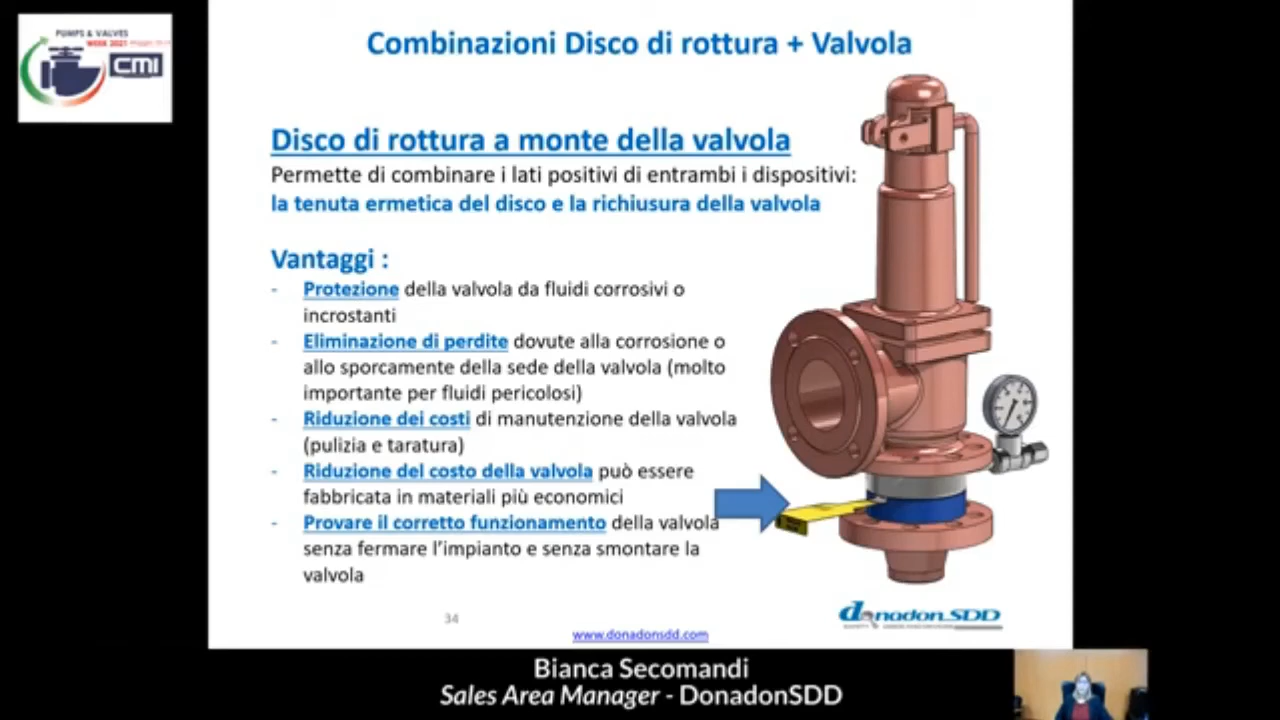 PUMPS & VALVES
WEEK 2021
CMI
Combinazioni Disco di rottura + Valvola
Disco di rottura a monte della valvola
Permette di combinare i lati positivi di entrambi i dispositivi:
la tenuta ermetica del disco e la richiusura della valvola
Vantaggi :
- Protezione della valvola da fluidi corrosivi o
incrostanti
- Eliminazione di perdite dovute alla corrosione o
allo sporcamente della sede della valvola (molto
importante per fluidi pericolosi)
- Riduzione dei costi di manutenzione della valvola
(pulizia e taratura)
- Riduzione del costo della valvola può essere
fabbricata in materiali più economici
- Provare il corretto funzionamento della valvola
senza fermare l'impianto e senza smontare la
valvola
34
www.donadonsdd.com
donadon SDD
Bianca Secomandi
Sales Area Manager - DonadonSDD